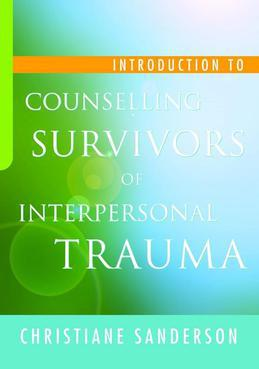 INTRODUCTION TO
COUNSELLING
SURVIVORS
OF
INTERPERSONAL
TRAUMA
CHRISTIANE SANDERSON